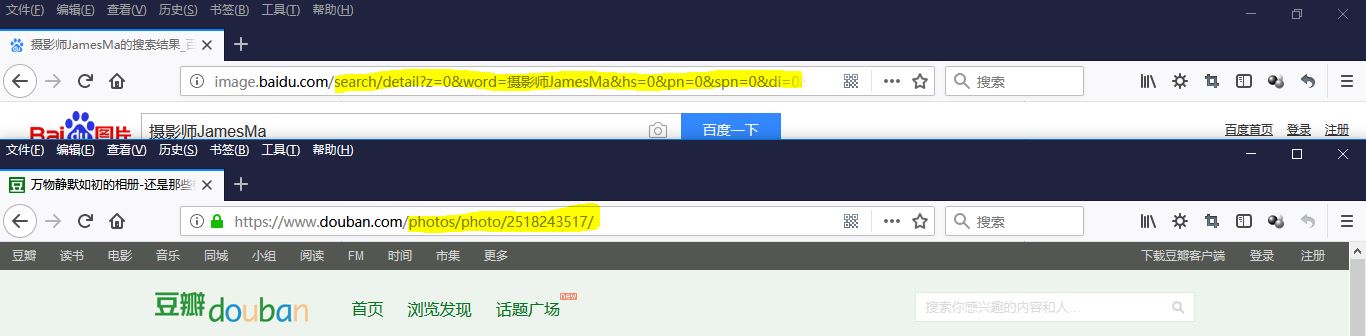 文件(F) 编辑(E) 查看(V) 历史(S) 书签(B) 工具(T) 帮助(H)
摄影师JamesMa的搜索结果_百
image.baidu.com/search/detail?z=0&word=摄影师JamesMa&hs=0&pn=0&spn=0&di=0
搜索
Bai 图片
摄影师JamesMa
百度一下
百度首页 登录 注册
文件(F) 编辑(E) 查看(V) 历史(S) 书签(B) 工具(T) 帮助(H)
豆 万物静默如初的相册-还是那些
https://www.douban.com/photos/photo/2518243517/
搜索
豆瓣 读书 电影 音乐 同城 小组 阅读 FM 时间 市集 更多
下载豆瓣客户端 登录 注册
豆瓣douban
首页 浏览发现 话题广场 new
搜索你感兴趣的内容和人...